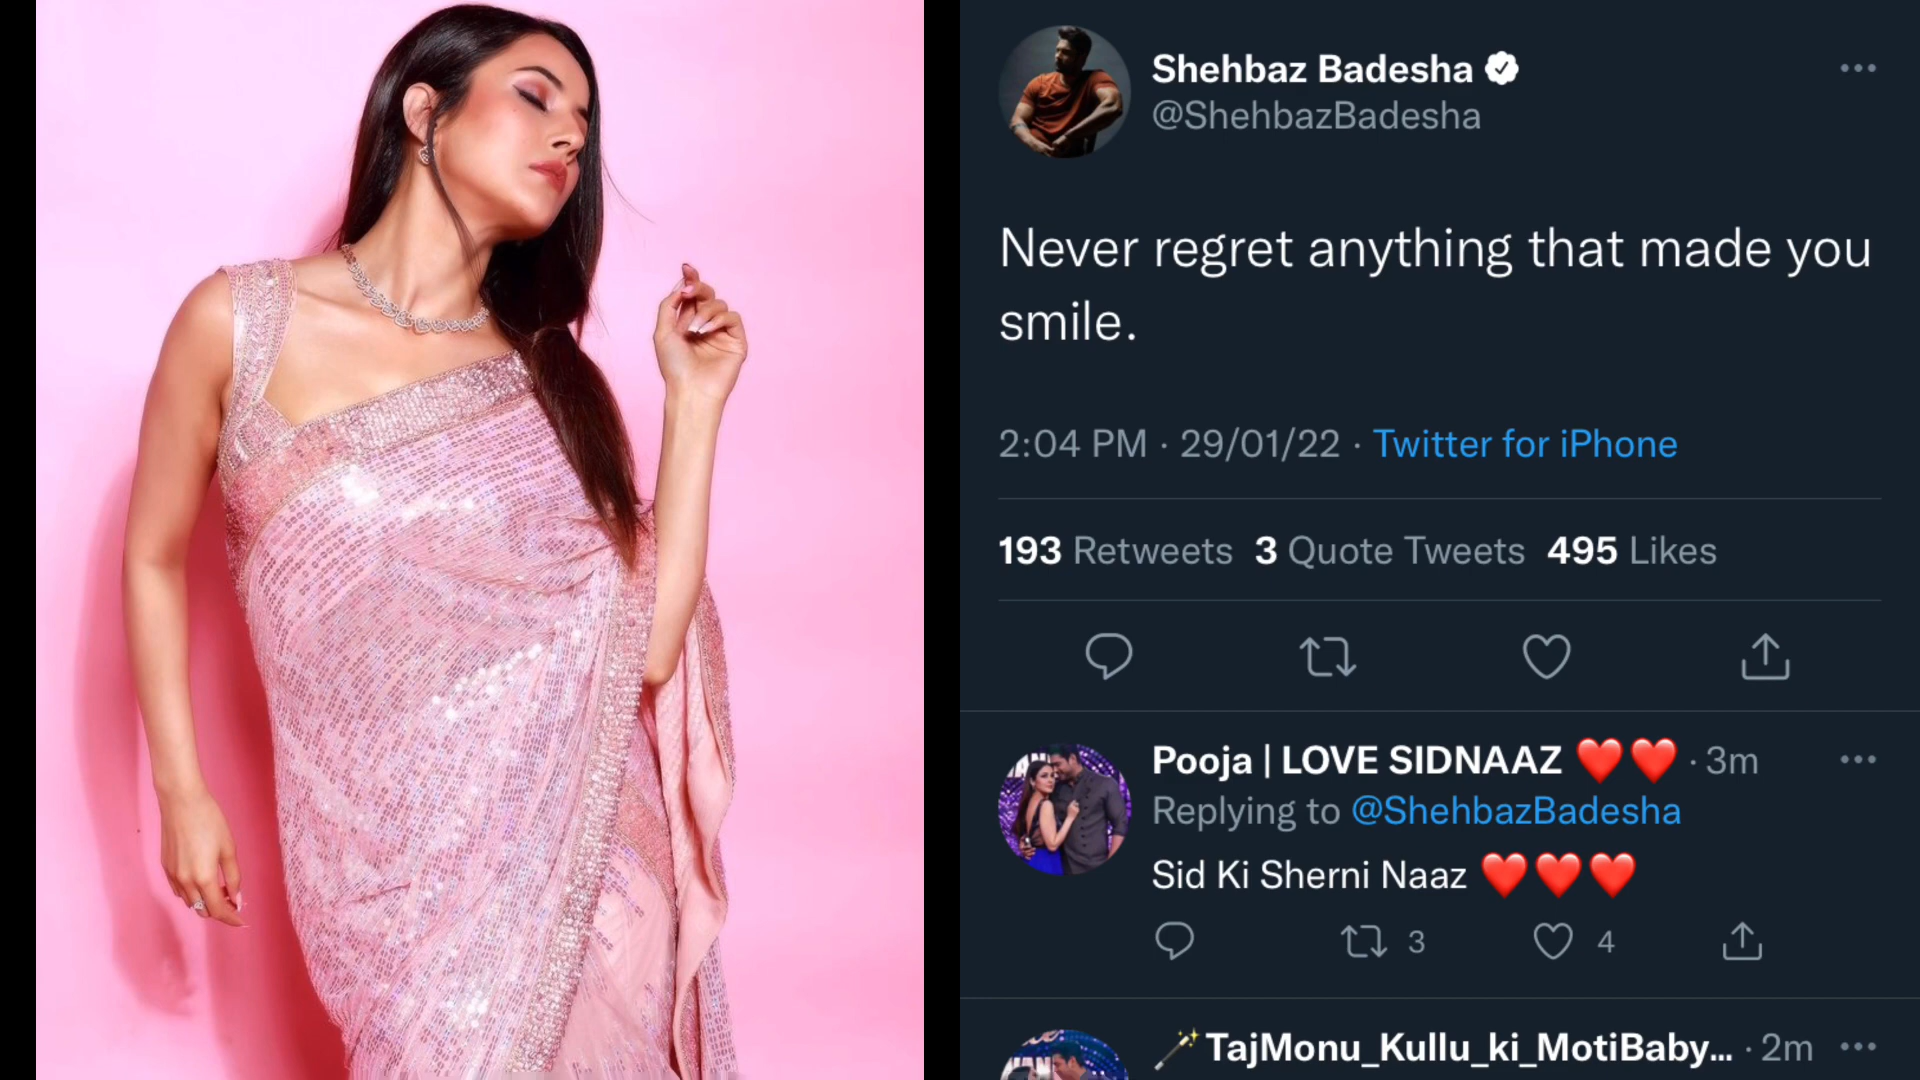 Shehbaz Badesha
@ShehbazBadesha
Never regret anything that made you
smile.
2:04 PM · 29/01/22 · Twitter for iPhone
193 Retweets 3 Quote Tweets 495 Likes
Pooja | LOVE SIDNAAZ ❤️❤️ · 3m
Replying to @ShehbazBadesha
Sid Ki Sherni Naaz ❤️❤️❤️
3 4
TajMonu_Kullu_ki_MotiBaby... · 2m